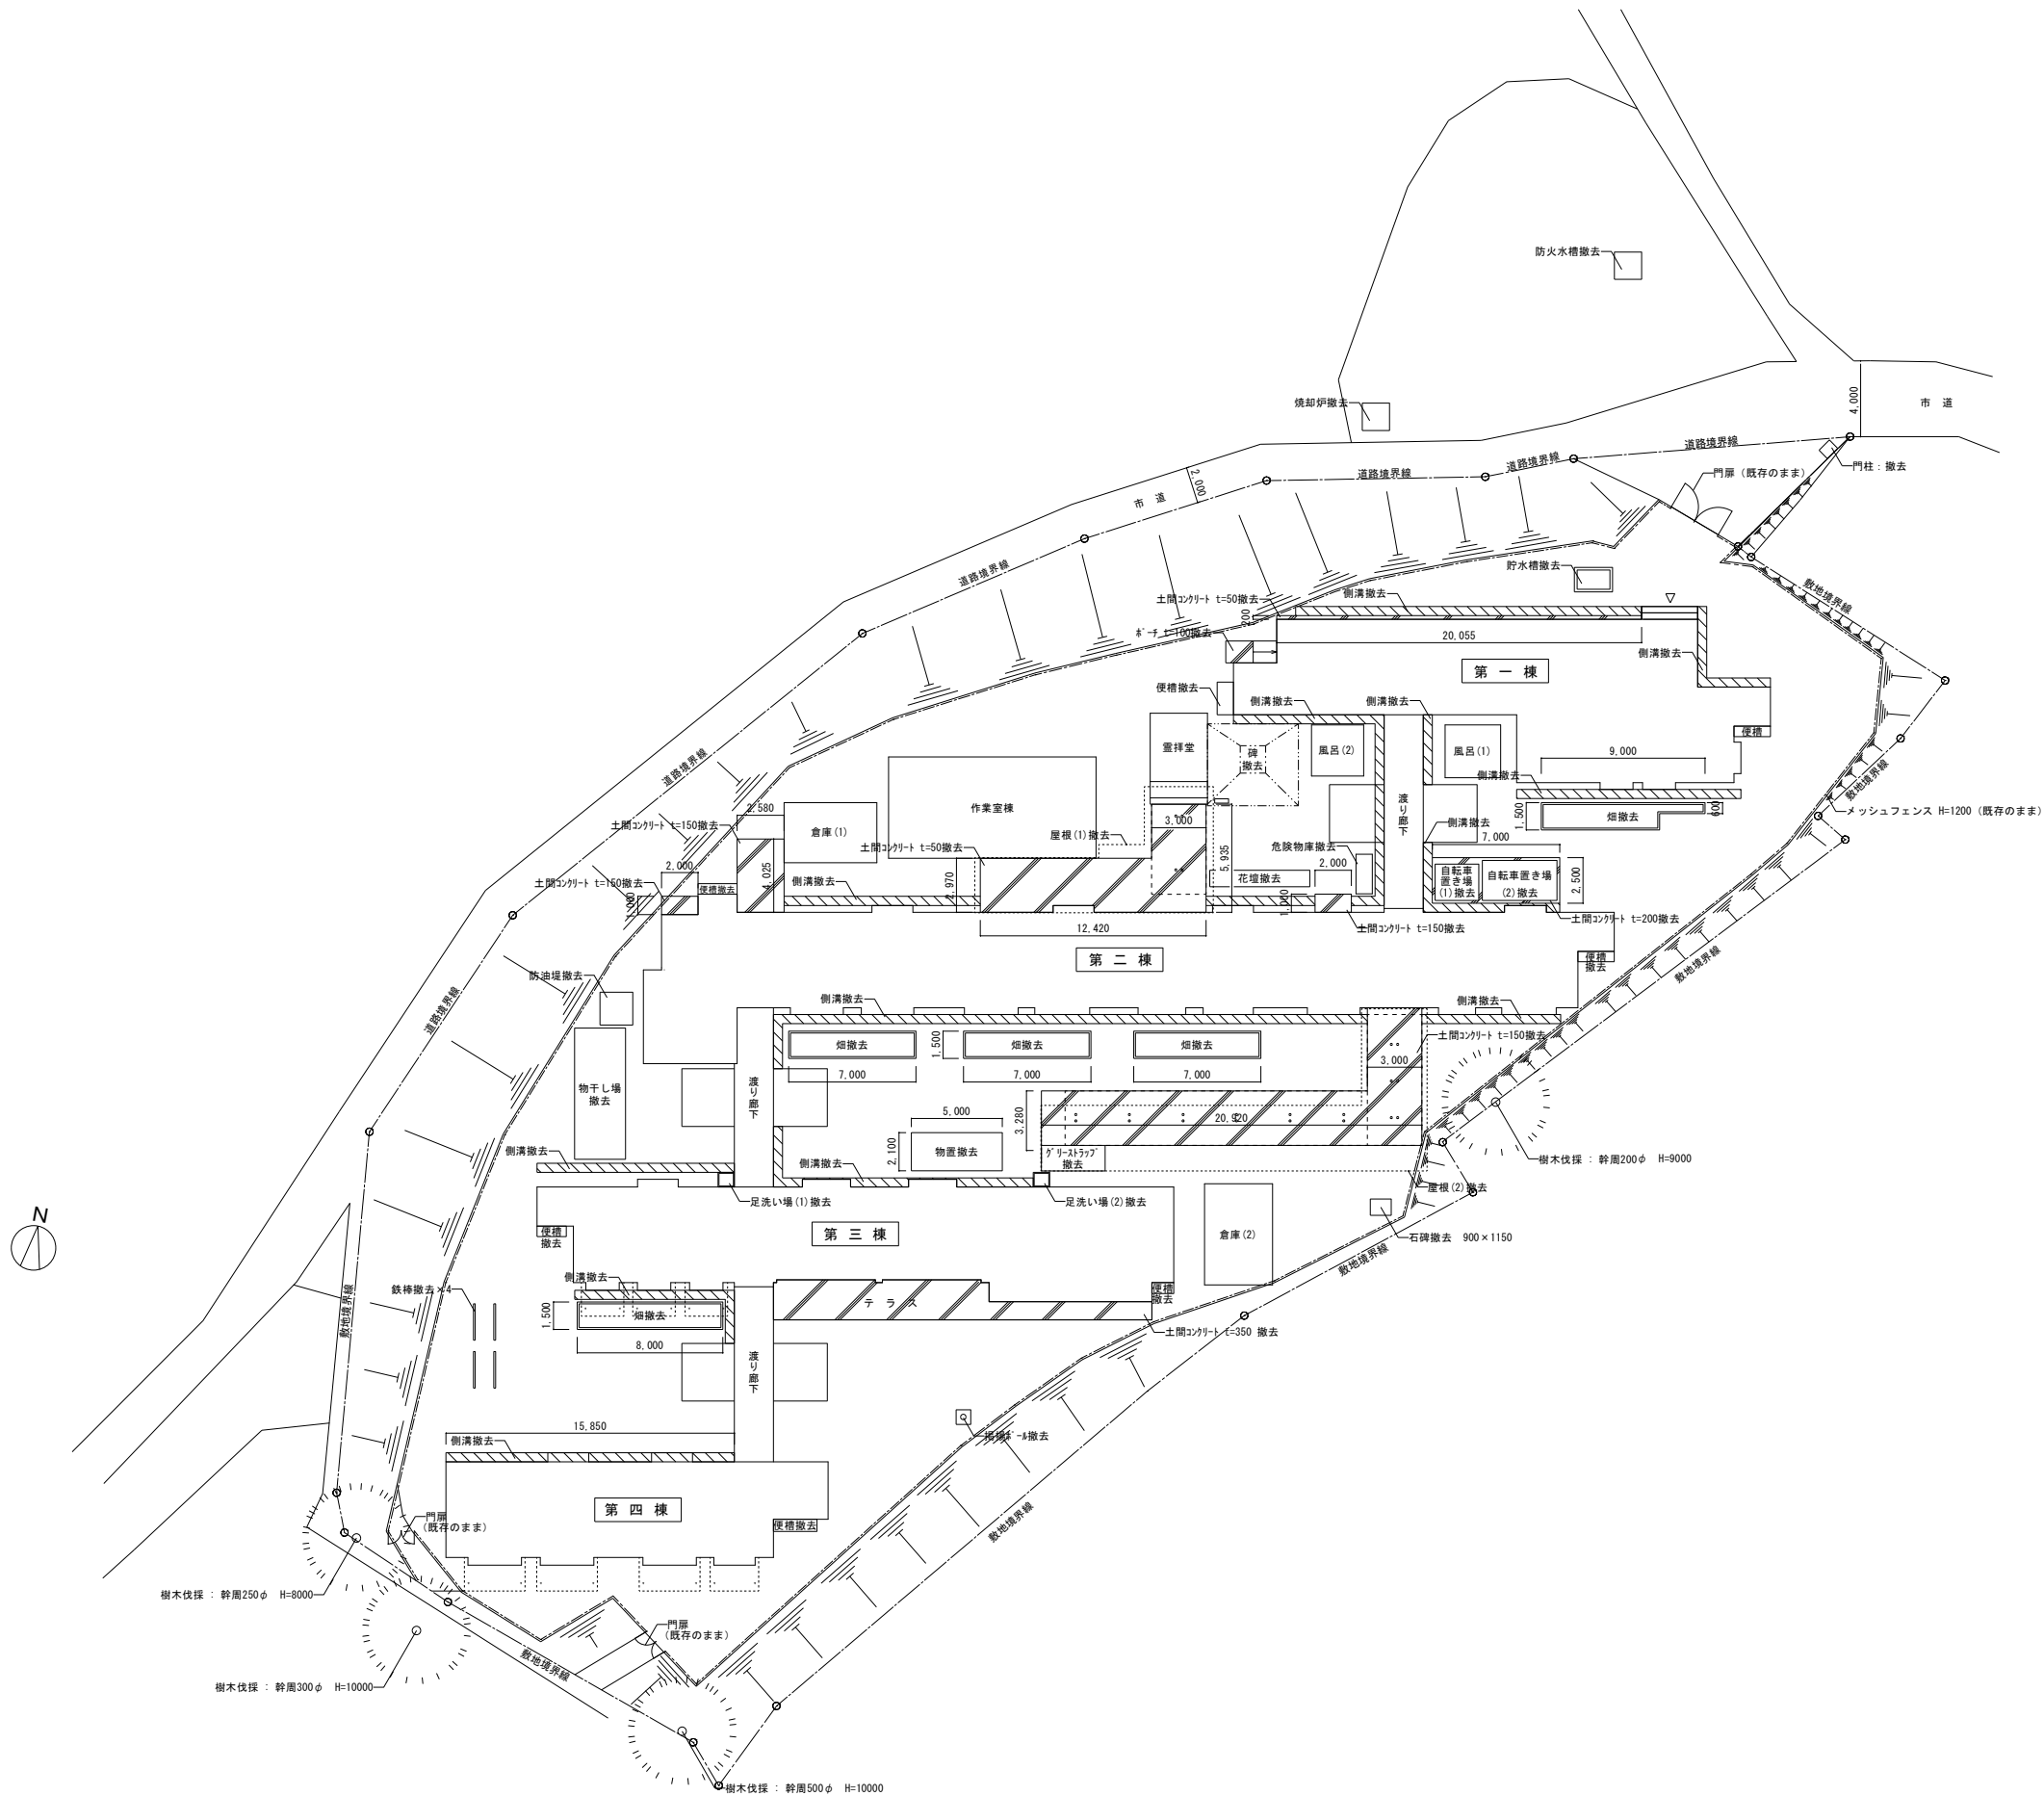 防火水槽撤去
焼却炉撤去
4,000
市　道
道路境界線
門柱：撤去
道路境界線
道路境界線
門扉（既存のまま）
2,000
市　道
道路境界線
貯水槽撤去
敷地境界線
土間ｺﾝｸﾘｰﾄ t=50撤去
側溝撤去
200
ﾎﾟｰﾁ t=100撤去
20,055
側溝撤去
第 一 棟
便槽撤去
側溝撤去
側溝撤去
霊拝堂
碑
撤去
風呂(2)
風呂(1)
便槽
9,000
道路境界線
側溝撤去
敷地境界線
作業室棟
渡り廊下
1,500
畑撤去
600
メッシュフェンス H=1200（既存のまま）
2,580
土間ｺﾝｸﾘｰﾄ t=150撤去
倉庫(1)
3,000
屋根(1)撤去
側溝撤去
7,000
土間ｺﾝｸﾘｰﾄ t=50撤去
危険物庫撤去
5,935
2,000
2,000
土間ｺﾝｸﾘｰﾄ t=150撤去
便槽撤去
4,025
側溝撤去
2,970
花壇撤去
自転車
置き場
(1)撤去
自転車置き場
(2)撤去
2,500
1,000
1,000
土間ｺﾝｸﾘｰﾄ t=200撤去
12,420
土間ｺﾝｸﾘｰﾄ t=150撤去
第 二 棟
便槽
撤去
敷地境界線
防油堤撤去
側溝撤去
側溝撤去
道路境界線
土間ｺﾝｸﾘｰﾄ t=150撤去
畑撤去
1,500
畑撤去
畑撤去
3,000
7,000
7,000
7,000
物干し場
撤去
渡り廊下
5,000
3,280
20,920
2,100
物置撤去
ｸﾞﾘｰｽﾄﾗｯﾌﾟ
撤去
側溝撤去
側溝撤去
樹木伐採 ： 幹周200φ　H=9000
屋根(2)撤去
足洗い場(1)撤去
足洗い場(2)撤去
N
便槽
撤去
第 三 棟
倉庫(2)
石碑撤去　900×1150
敷地境界線
側溝撤去
鉄棒撤去×4
便槽
撤去
テ ラ ス
敷地境界線
1,500
畑撤去
土間ｺﾝｸﾘｰﾄ t=350 撤去
8,000
渡り廊下
15,850
側溝撤去
第 四 棟
門扉
（既存のまま）
便槽撤去
敷地境界線
樹木伐採 ： 幹周250φ　H=8000
門扉
（既存のまま）
敷地境界線
樹木伐採 ： 幹周300φ　H=10000
樹木伐採 ： 幹周500φ　H=10000